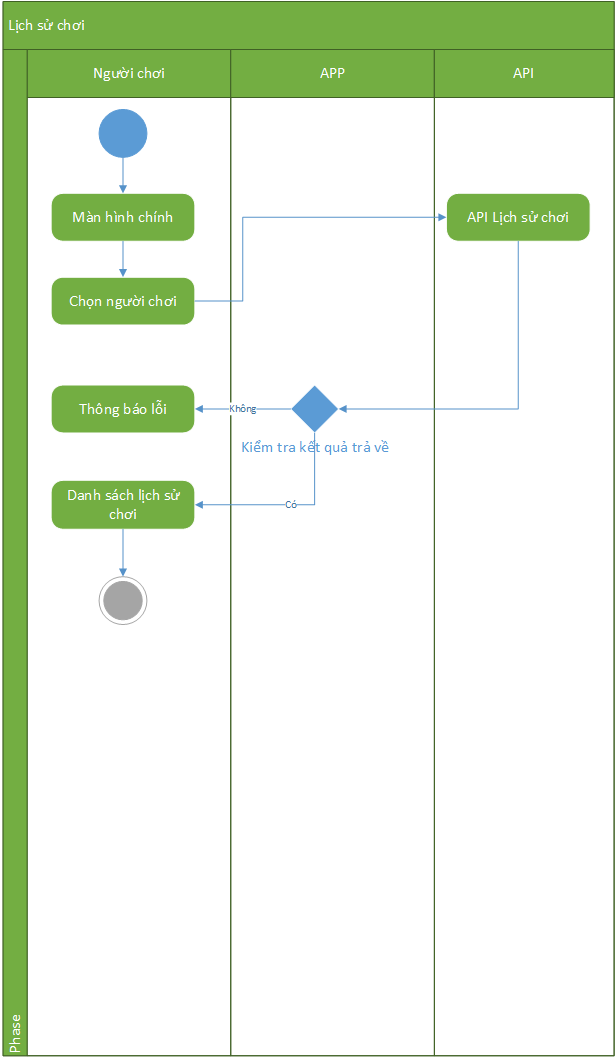 Lịch sử chơi
Người chơi
APP
API
Màn hình chính
API Lịch sử chơi
Chọn người chơi
Thông báo lỗi
Không
Kiểm tra kết quả trả về
Danh sách lịch sử
chơi
Có
Phase